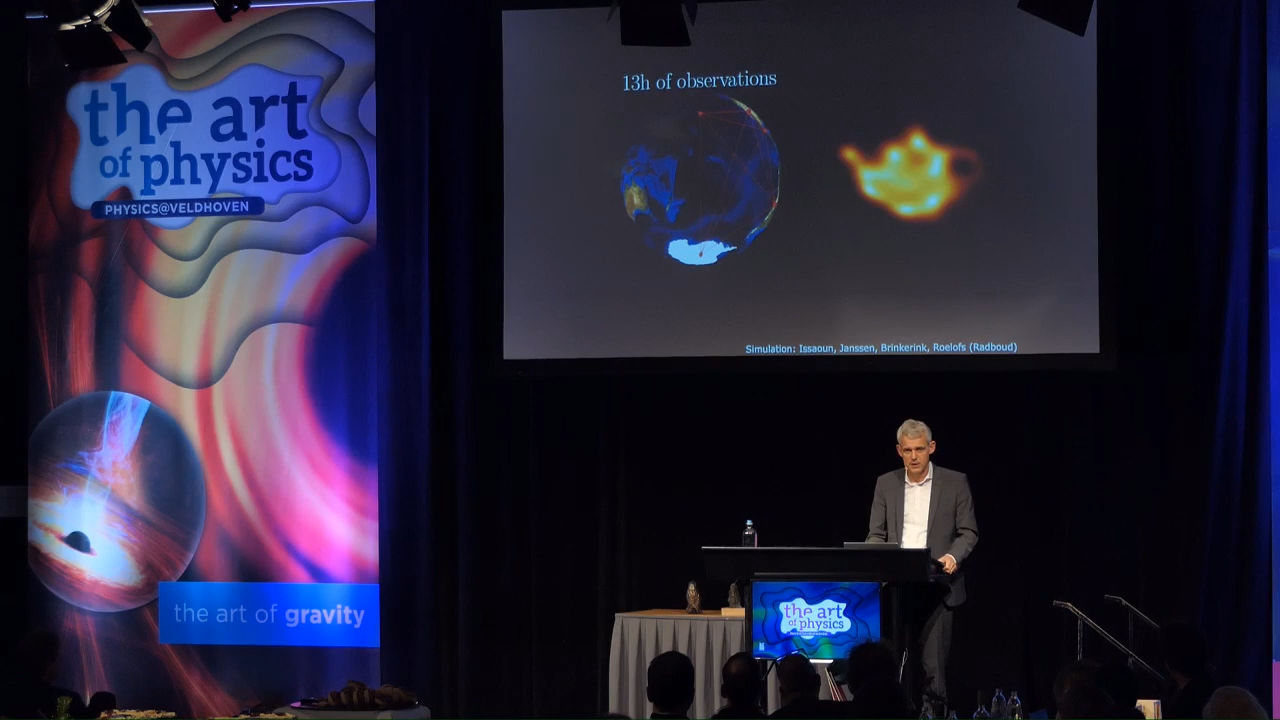 the art
of physics
PHYSICS@VELDHOVEN
the art of gravity
13h of observations
Simulation: Issaoun, Janssen, Brinkerink, Roelofs (Radboud)
the art
of physics